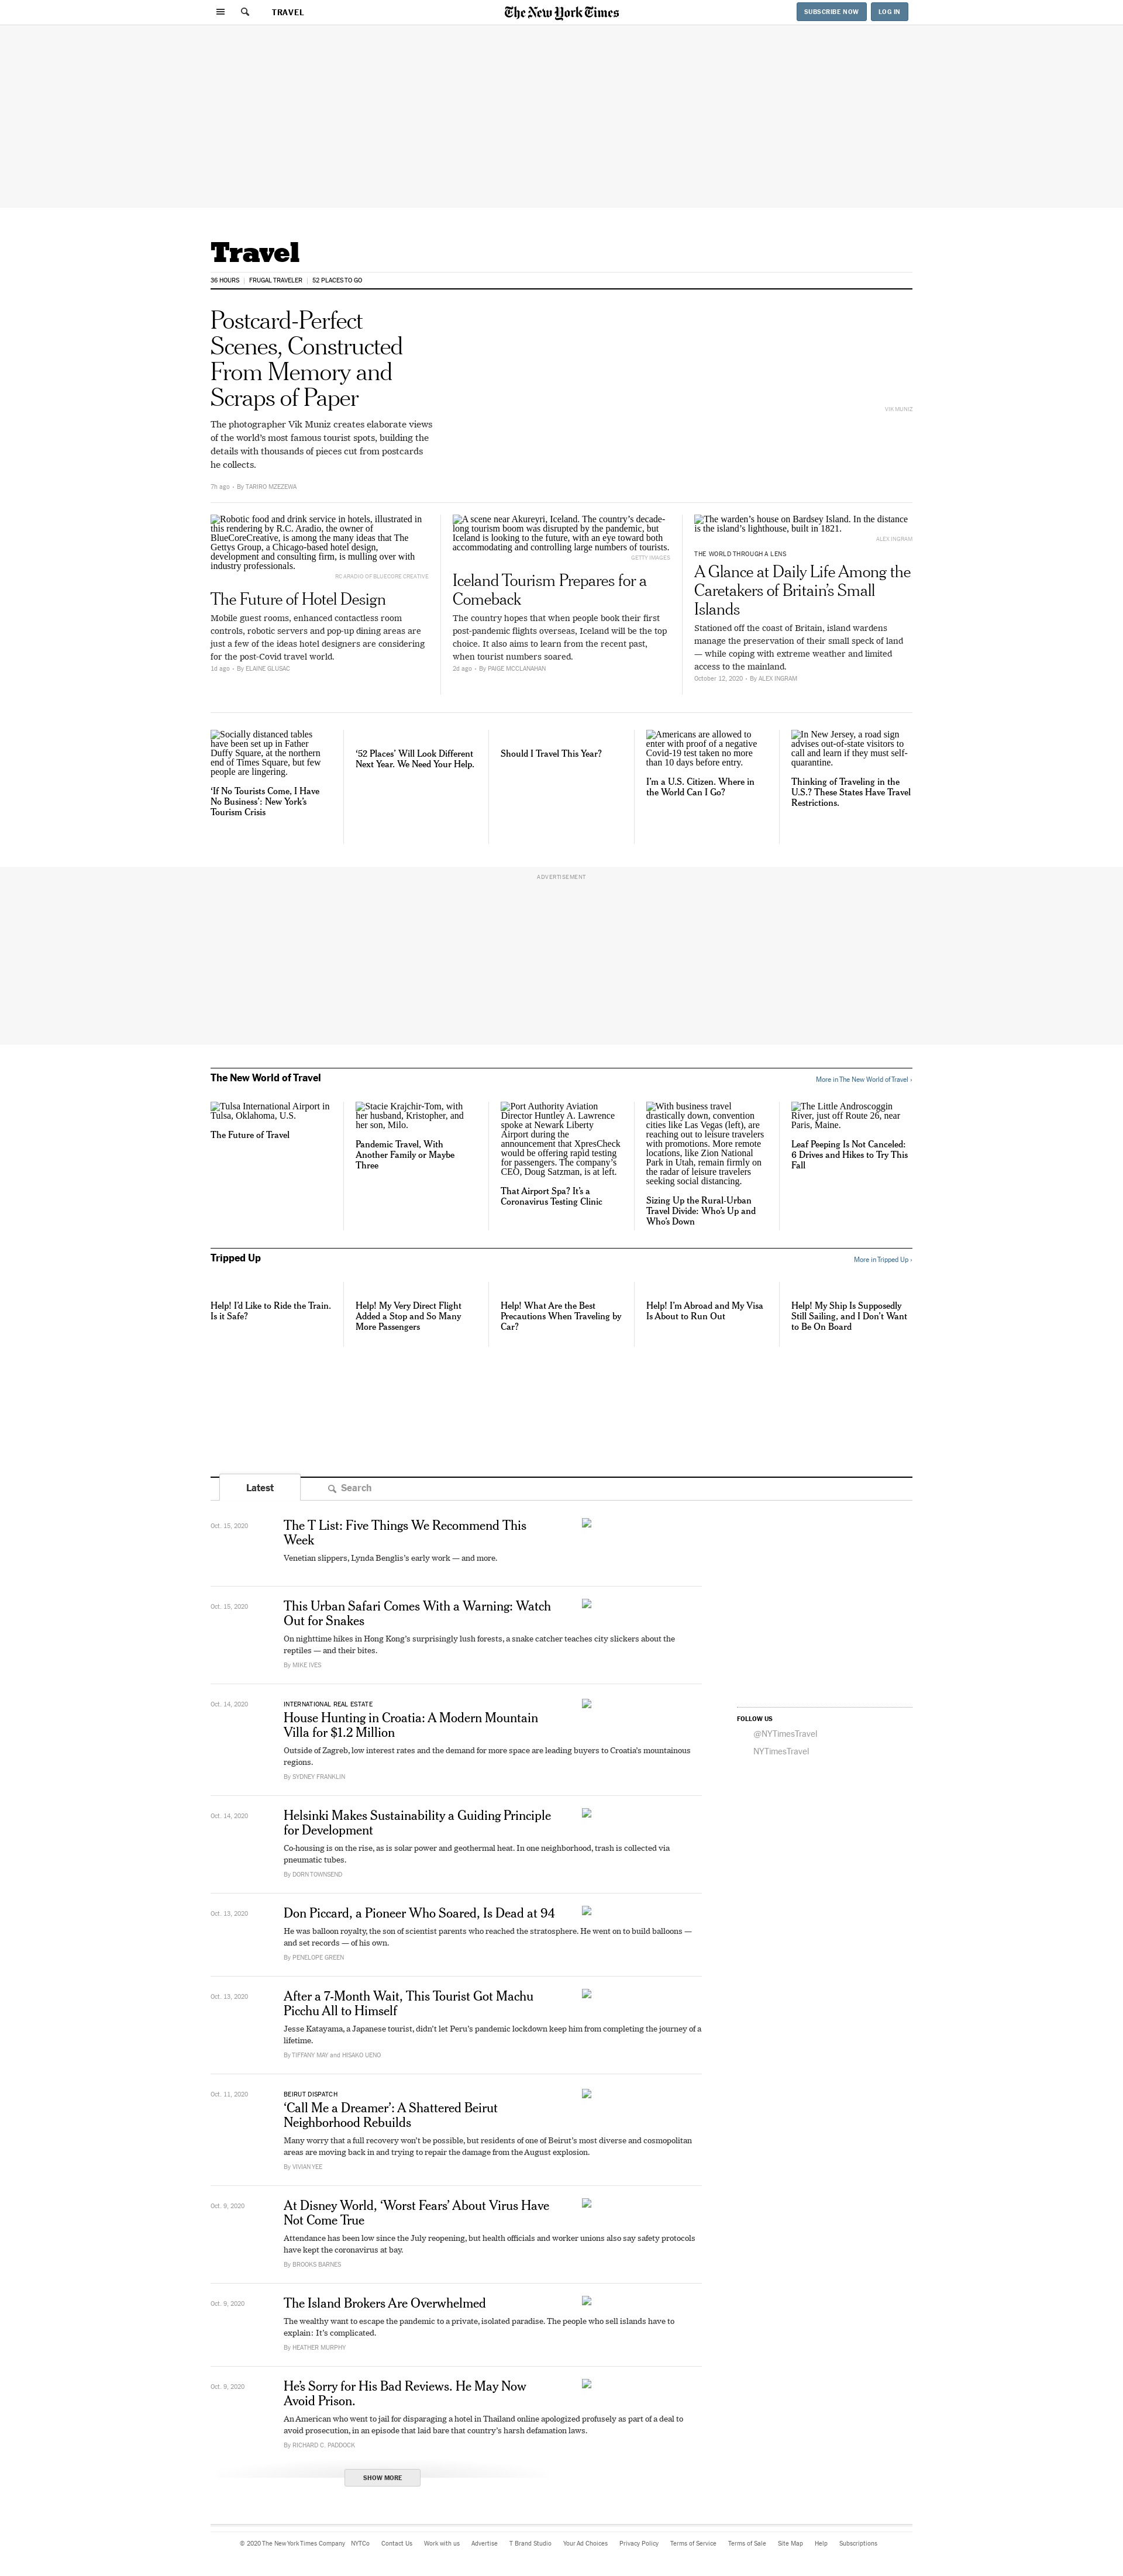 TRAVEL
The New York Times
SUBSCRIBE NOW
LOG IN
Travel
36 HOURS
FRUGAL TRAVELER
52 PLACES TO GO
Postcard-Perfect
Scenes, Constructed
From Memory and
Scraps of Paper
The photographer Vik Muniz creates elaborate views
of the world’s most famous tourist spots, building the
details with thousands of pieces cut from postcards
he collects.
7h ago • By TARIRO MZEZEWA
VIK MUNIZ
Robotic food and drink service in hotels, illustrated in
this rendering by R.C. Aradio, the owner of
BlueCoreCreative, is among the many ideas that The
Gettys Group, a Chicago-based hotel design,
development and consulting firm, is mulling over with
industry professionals.
RC ARADIO OF BLUECORE CREATIVE
The Future of Hotel Design
Mobile guest rooms, enhanced contactless room
controls, robotic servers and pop-up dining areas are
just a few of the ideas hotel designers are considering
for the post-Covid travel world.
1d ago • By ELAINE GLUSAC
A scene near Akureyri, Iceland. The country’s decade-
long tourism boom was disrupted by the pandemic, but
Iceland is looking to the future, with an eye toward both
accommodating and controlling large numbers of tourists.
GETTY IMAGES
Iceland Tourism Prepares for a
Comeback
The country hopes that when people book their first
post-pandemic flights overseas, Iceland will be the top
choice. It also aims to learn from the recent past,
when tourist numbers soared.
2d ago • By PAIGE MCCLANAHAN
The warden’s house on Bardsey Island. In the distance
is the island’s lighthouse, built in 1821.
ALEX INGRAM
THE WORLD THROUGH A LENS
A Glance at Daily Life Among the
Caretakers of Britain’s Small
Islands
Stationed off the coast of Britain, island wardens
manage the preservation of their small speck of land
— while coping with extreme weather and limited
access to the mainland.
October 12, 2020 • By ALEX INGRAM
Socially distanced tables
have been set up in Father
Duffy Square, at the northern
end of Times Square, but few
people are lingering.
‘If No Tourists Come, I Have
No Business’: New York’s
Tourism Crisis
‘52 Places’ Will Look Different
Next Year. We Need Your Help.
Should I Travel This Year?
Americans are allowed to
enter with proof of a negative
Covid-19 test taken no more
than 10 days before entry.
I’m a U.S. Citizen. Where in
the World Can I Go?
In New Jersey, a road sign
advises out-of-state visitors to
call and learn if they must self-
quarantine.
Thinking of Traveling in the
U.S.? These States Have Travel
Restrictions.
ADVERTISEMENT
The New World of Travel
More in The New World of Travel ›
Tulsa International Airport in
Tulsa, Oklahoma, U.S.
The Future of Travel
Stacie Krajchir-Tom, with
her husband, Kristopher, and
her son, Milo.
Pandemic Travel, With
Another Family or Maybe
Three
Port Authority Aviation
Director Huntley A. Lawrence
spoke at Newark Liberty
Airport during the
announcement that XpresCheck
would be offering rapid testing
for passengers. The company’s
CEO, Doug Satzman, is at left.
That Airport Spa? It’s a
Coronavirus Testing Clinic
With business travel
drastically down, convention
cities like Las Vegas (left), are
reaching out to leisure travelers
with promotions. More remote
locations, like Zion National
Park in Utah, remain firmly on
the radar of leisure travelers
seeking social distancing.
Sizing Up the Rural-Urban
Travel Divide: Who’s Up and
Who’s Down
The Little Androscoggin
River, just off Route 26, near
Paris, Maine.
Leaf Peeping Is Not Canceled:
6 Drives and Hikes to Try This
Fall
Tripped Up
More in Tripped Up ›
Help! I’d Like to Ride the Train.
Is it Safe?
Help! My Very Direct Flight
Added a Stop and So Many
More Passengers
Help! What Are the Best
Precautions When Traveling by
Car?
Help! I’m Abroad and My Visa
Is About to Run Out
Help! My Ship Is Supposedly
Still Sailing, and I Don’t Want
to Be On Board
Latest
Search
Oct. 15, 2020
The T List: Five Things We Recommend This
Week
Venetian slippers, Lynda Benglis’s early work — and more.
Oct. 15, 2020
This Urban Safari Comes With a Warning: Watch
Out for Snakes
On nighttime hikes in Hong Kong’s surprisingly lush forests, a snake catcher teaches city slickers about the
reptiles — and their bites.
By MIKE IVES
Oct. 14, 2020
INTERNATIONAL REAL ESTATE
House Hunting in Croatia: A Modern Mountain
Villa for $1.2 Million
Outside of Zagreb, low interest rates and the demand for more space are leading buyers to Croatia’s mountainous
regions.
By SYDNEY FRANKLIN
FOLLOW US
@NYTimesTravel
NYTimesTravel
Oct. 14, 2020
Helsinki Makes Sustainability a Guiding Principle
for Development
Co-housing is on the rise, as is solar power and geothermal heat. In one neighborhood, trash is collected via
pneumatic tubes.
By DORN TOWNSEND
Oct. 13, 2020
Don Piccard, a Pioneer Who Soared, Is Dead at 94
He was balloon royalty, the son of scientist parents who reached the stratosphere. He went on to build balloons —
and set records — of his own.
By PENELOPE GREEN
Oct. 13, 2020
After a 7-Month Wait, This Tourist Got Machu
Picchu All to Himself
Jesse Katayama, a Japanese tourist, didn’t let Peru’s pandemic lockdown keep him from completing the journey of a
lifetime.
By TIFFANY MAY and HISAKO UENO
Oct. 11, 2020
BEIRUT DISPATCH
‘Call Me a Dreamer’: A Shattered Beirut
Neighborhood Rebuilds
Many worry that a full recovery won’t be possible, but residents of one of Beirut’s most diverse and cosmopolitan
areas are moving back in and trying to repair the damage from the August explosion.
By VIVIAN YEE
Oct. 9, 2020
At Disney World, ‘Worst Fears’ About Virus Have
Not Come True
Attendance has been low since the July reopening, but health officials and worker unions also say safety protocols
have kept the coronavirus at bay.
By BROOKS BARNES
Oct. 9, 2020
The Island Brokers Are Overwhelmed
The wealthy want to escape the pandemic to a private, isolated paradise. The people who sell islands have to
explain: It’s complicated.
By HEATHER MURPHY
Oct. 9, 2020
He’s Sorry for His Bad Reviews. He May Now
Avoid Prison.
An American who went to jail for disparaging a hotel in Thailand online apologized profusely as part of a deal to
avoid prosecution, in an episode that laid bare that country’s harsh defamation laws.
By RICHARD C. PADDOCK
SHOW MORE
© 2020 The New York Times Company NYTCo Contact Us Work with us Advertise T Brand Studio Your Ad Choices Privacy Policy Terms of Service Terms of Sale Site Map Help Subscriptions